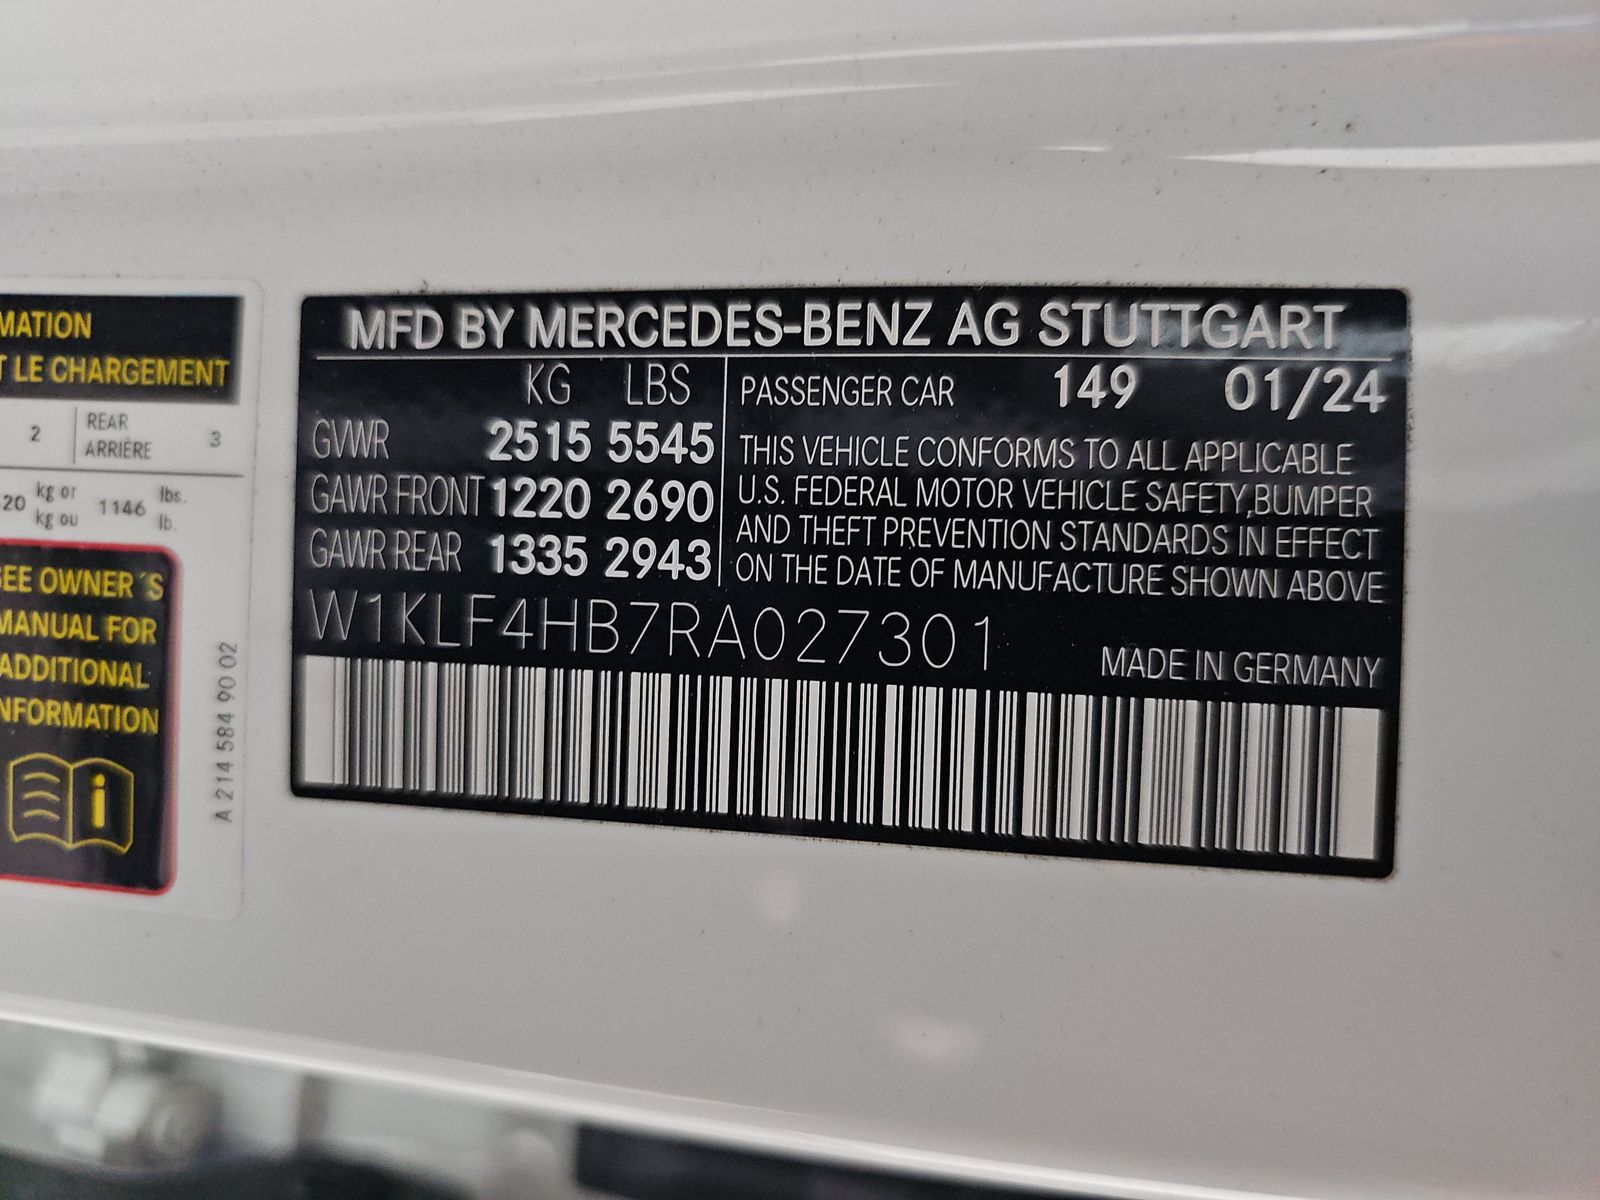 MATION
T LE CHARGEMENT
2 REAR
ARRIÈRE 3
20 kg or
kg ou 1146 lbs.
lb.
SEE OWNER´S
MANUAL FOR
ADDITIONAL
INFORMATION
A 214 584 90 02
MFD BY MERCEDES-BENZ AG STUTTGART
KG LBS
GVWR 2515 5545
GAWR FRONT 1220 2690
GAWR REAR 1335 2943
PASSENGER CAR 149 01/24
THIS VEHICLE CONFORMS TO ALL APPLICABLE
U.S. FEDERAL MOTOR VEHICLE SAFETY,BUMPER
AND THEFT PREVENTION STANDARDS IN EFFECT
ON THE DATE OF MANUFACTURE SHOWN ABOVE
W1KLF4HB7RA027301
MADE IN GERMANY